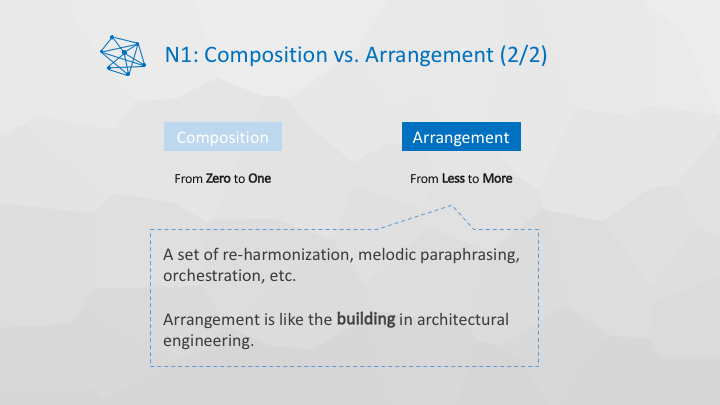 N1: Composition vs. Arrangement (2/2)
Composition
Arrangement
From Zero to One
From Less to More
A set of re-harmonization, melodic paraphrasing,
orchestration, etc.
Arrangement is like the building in architectural
engineering.